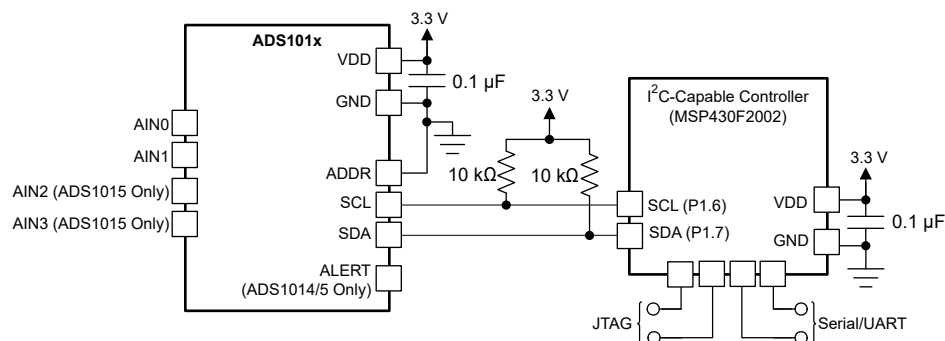 ADS101x
3.3 V
VDD
0.1 µF
GND
AIN0
AIN1
AIN2 (ADS1015 Only)
AIN3 (ADS1015 Only)
ADDR
SCL
SDA
ALERT
(ADS1014/5 Only)
3.3 V
10 kΩ
10 kΩ
I²C-Capable Controller
(MSP430F2002)
SCL (P1.6)
SDA (P1.7)
3.3 V
VDD
0.1 µF
GND
JTAG
Serial/UART